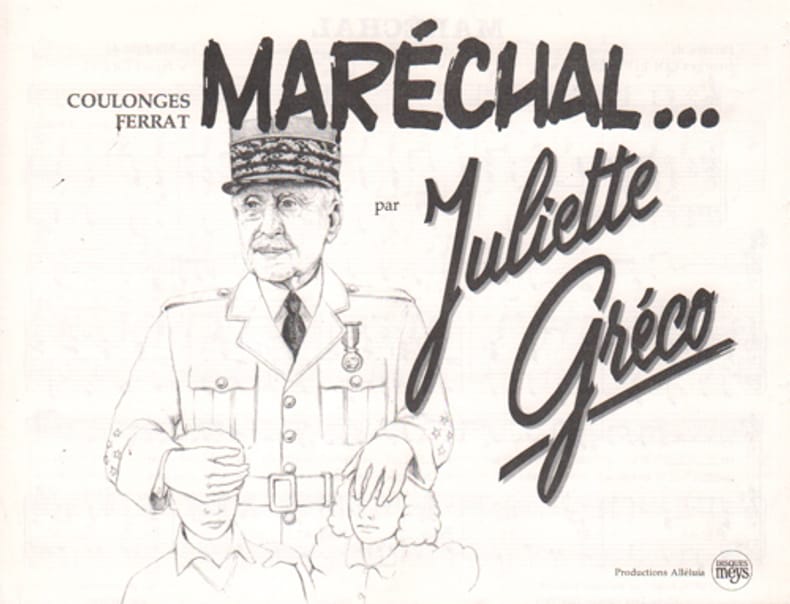 MARÉCHAL...
COULONGES
FERRAT
par
Juliette
Gréco
Productions Alléluia
DISQUES
meys